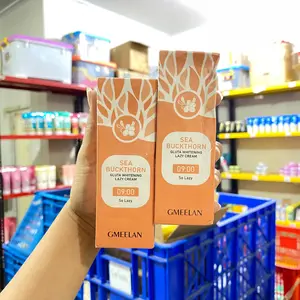 SEA
BUCKTHORN
GLUTA WHITENING
LAZY CREAM
09:00
So Lazy
GMEELAN
SEA
BUCKTHORN
GLUTA WHITENING
LAZY CREAM
09:00
So Lazy
GMEELAN